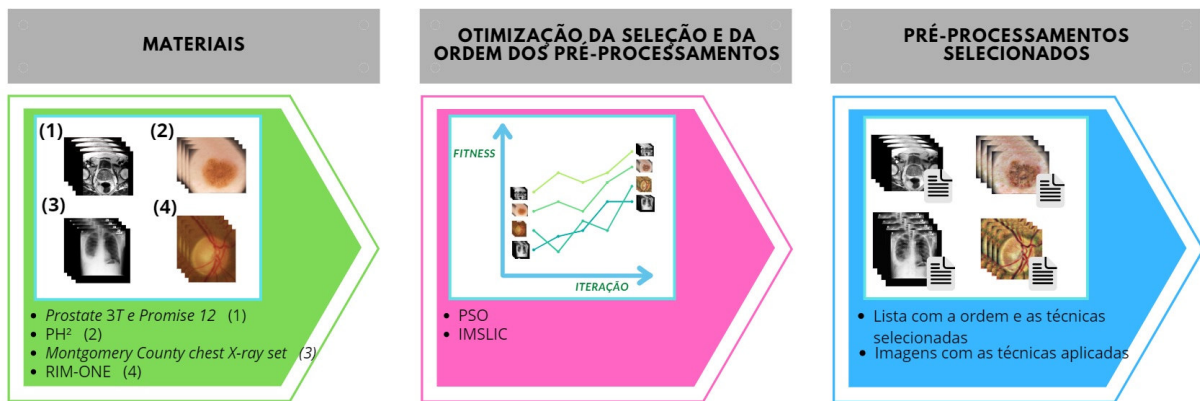 MATERIAIS
(1)
(2)
(3)
(4)
• Prostate 3T e Promise 12 (1)
• PH² (2)
• Montgomery County chest X-ray set (3)
• RIM-ONE (4)
OTIMIZAÇÃO DA SELEÇÃO E DA
ORDEM DOS PRÉ-PROCESSAMENTOS
FITNESS
ITERAÇÃO
• PSO
• IMSLIC
PRÉ-PROCESSAMENTOS
SELECIONADOS
• Lista com a ordem e as técnicas
selecionadas
• Imagens com as técnicas aplicadas